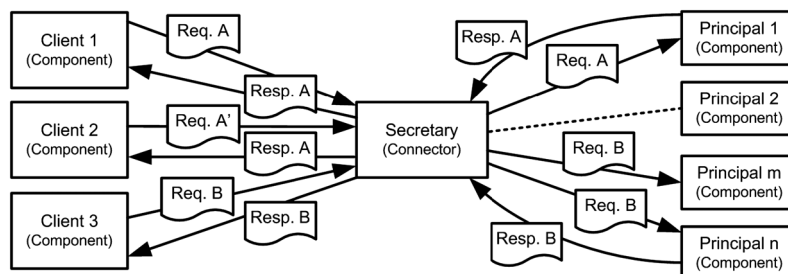 Client 1
(Component)
Req. A
Resp. A
Client 2
(Component)
Req. A’
Resp. A
Client 3
(Component)
Req. B
Resp. B
Secretary
(Connector)
Resp. A
Req. A
Req. B
Req. B
Resp. B
Principal 1
(Component)
Principal 2
(Component)
Principal m
(Component)
Principal n
(Component)